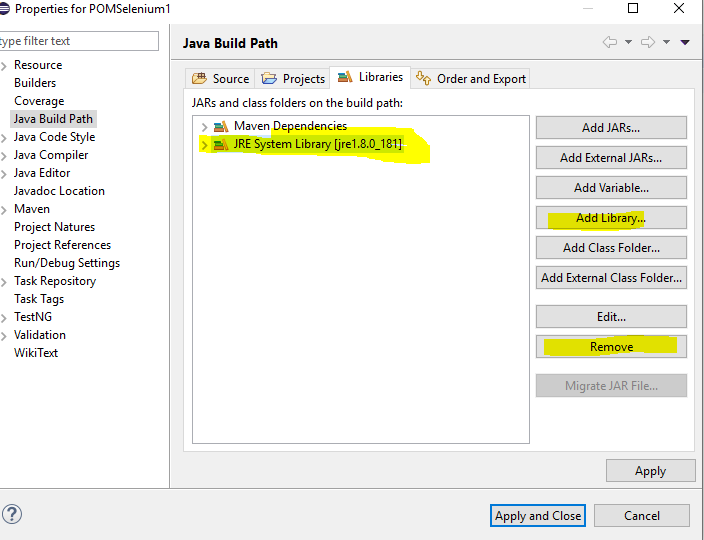 Properties for POMSelenium1
type filter text
Resource
Builders
Coverage
Java Build Path
Java Code Style
Java Compiler
Java Editor
Javadoc Location
Maven
Project Natures
Project References
Run/Debug Settings
Task Repository
Task Tags
TestNG
Validation
WikiText
Java Build Path
Source
Projects
Libraries
Order and Export
JARs and class folders on the build path:
Maven Dependencies
JRE System Library [jre1.8.0_181]
Add JARs...
Add External JARs...
Add Variable...
Add Library...
Add Class Folder...
Add External Class Folder...
Edit...
Remove
Migrate JAR File...
Apply
?
Apply and Close
Cancel